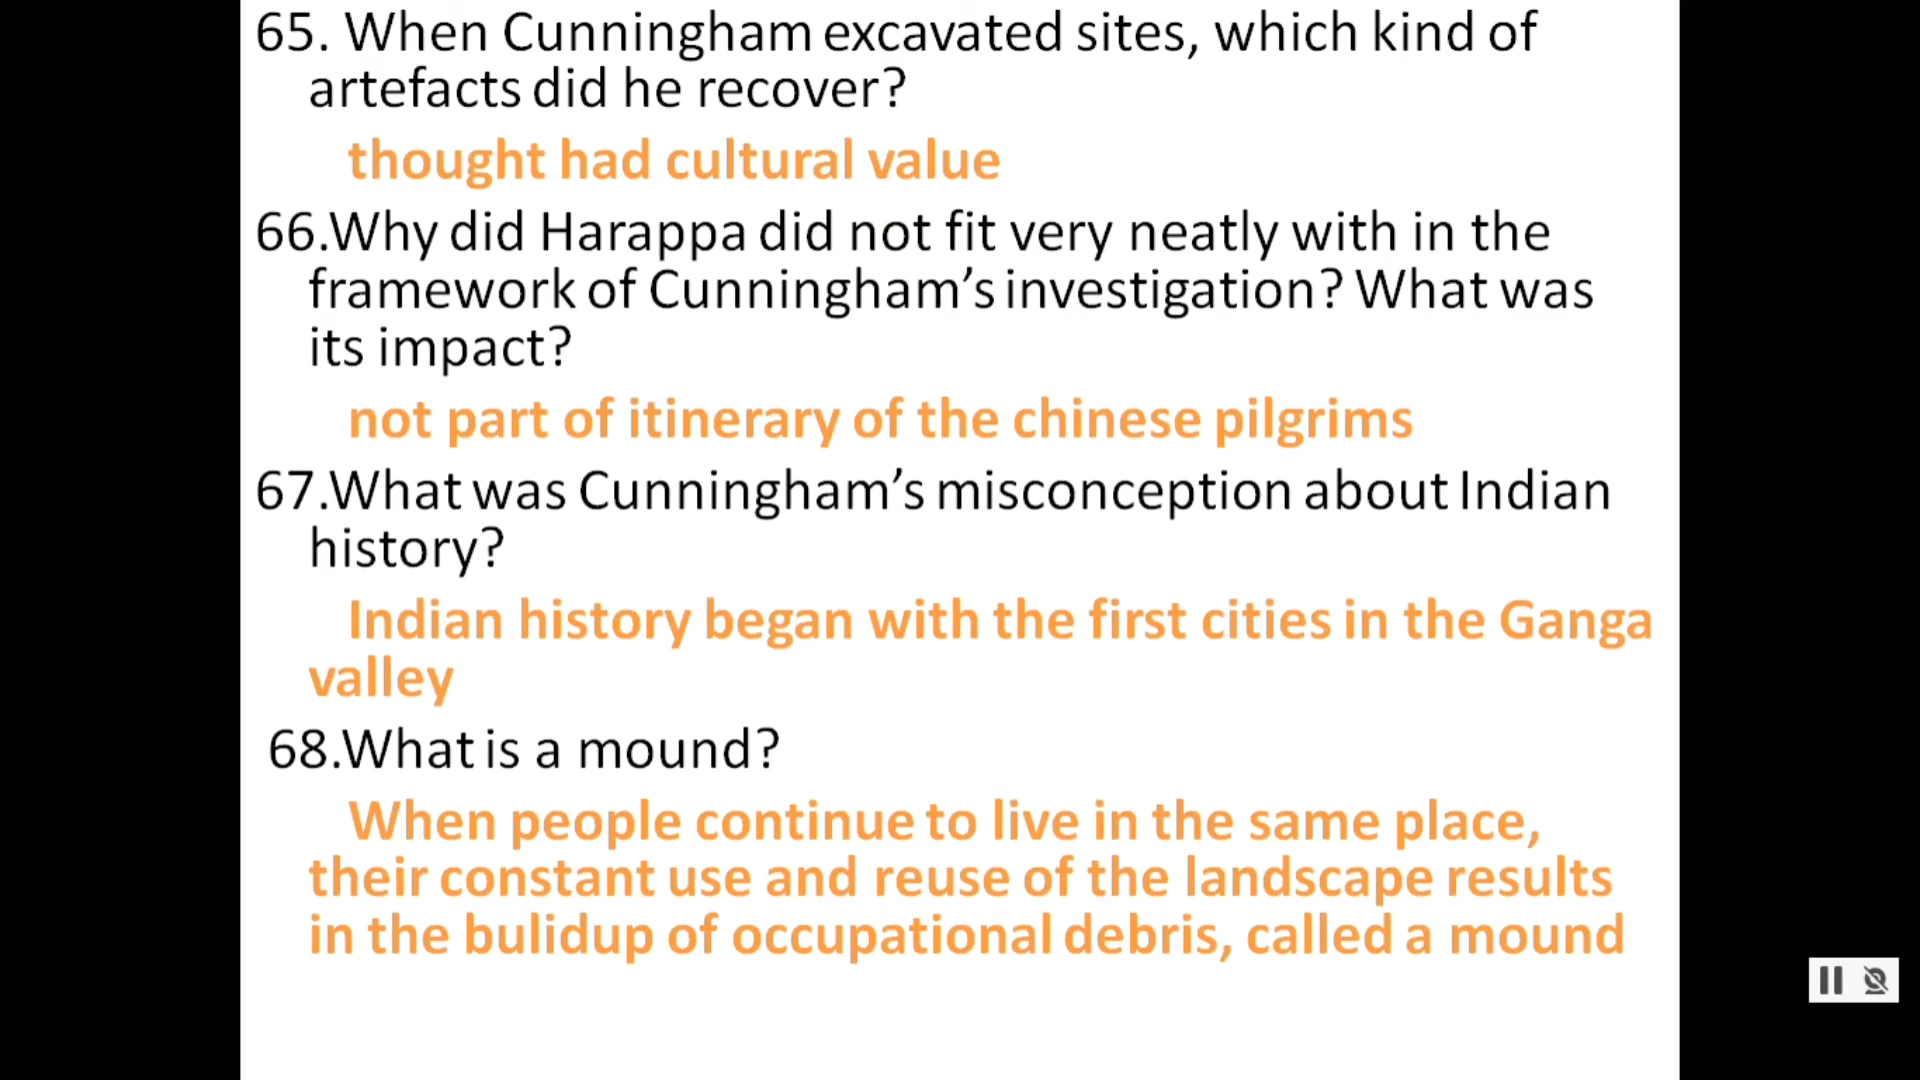 65. When Cunningham excavated sites, which kind of
artefacts did he recover?
thought had cultural value
66.Why did Harappa did not fit very neatly with in the
framework of Cunningham’s investigation? What was
its impact?
not part of itinerary of the chinese pilgrims
67.What was Cunningham’s misconception about Indian
history?
Indian history began with the first cities in the Ganga
valley
68.What is a mound?
When people continue to live in the same place,
their constant use and reuse of the landscape results
in the bulidup of occupational debris, called a mound